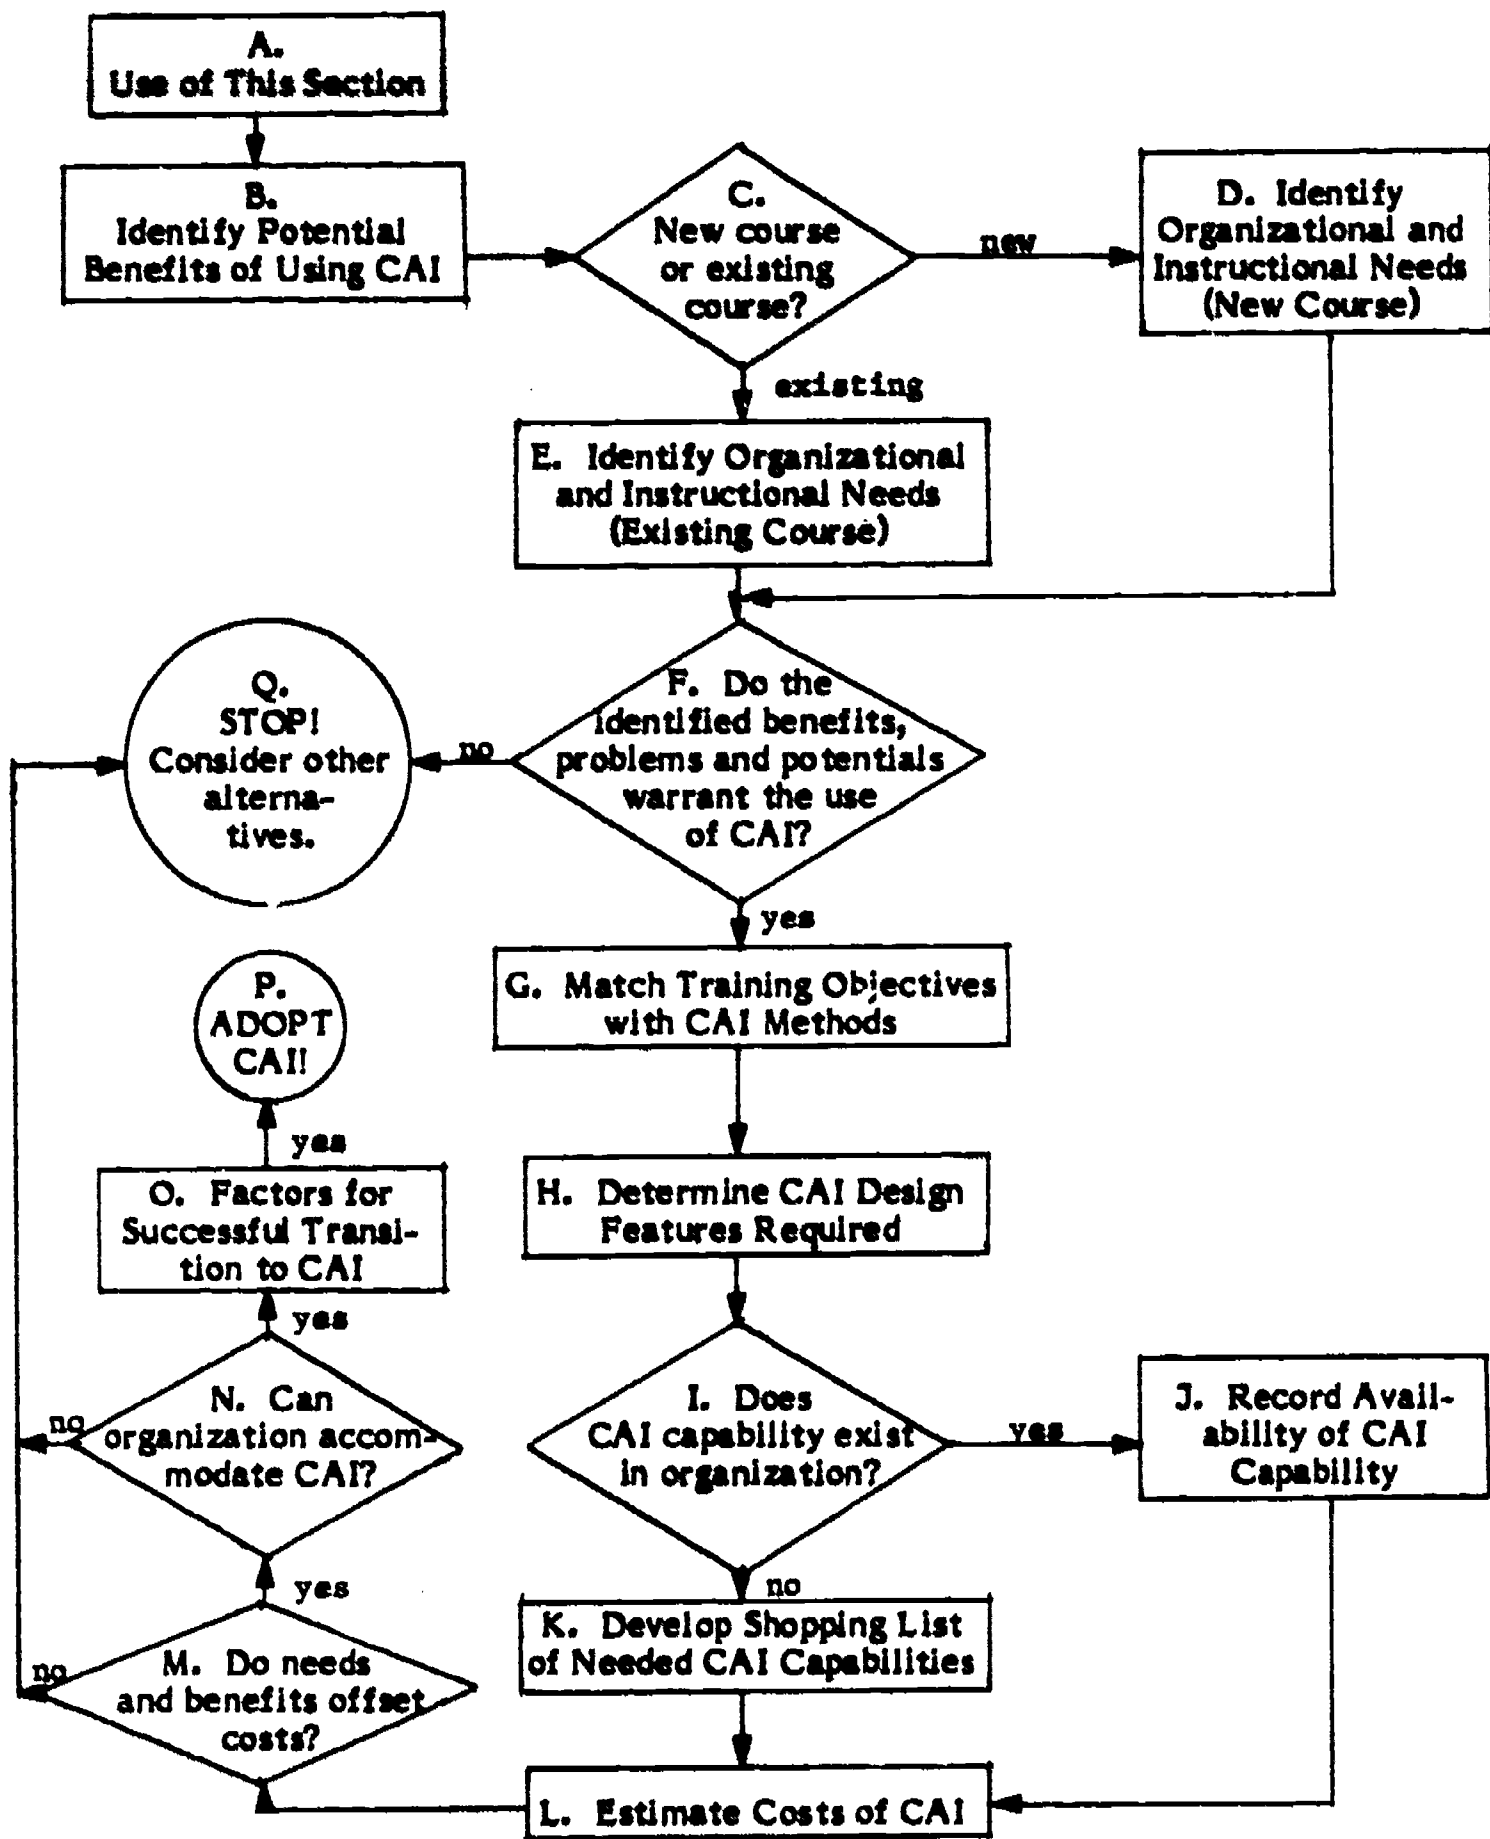 A.
Use of This Section
B.
Identify Potential
Benefits of Using CAI
C.
New course
or existing
course?
new
D. Identify
Organizational and
Instructional Needs
(New Course)
existing
E. Identify Organizational
and Instructional Needs
(Existing Course)
F. Do the
identified benefits,
problems and potentials
warrant the use
of CAI?
no
Q.
STOP!
Consider other
alterna-
tives.
yes
G. Match Training Objectives
with CAI Methods
H. Determine CAI Design
Features Required
I. Does
CAI capability exist
in organization?
yes
J. Record Avail-
ability of CAI
Capability
no
K. Develop Shopping List
of Needed CAI Capabilities
L. Estimate Costs of CAI
M. Do needs
and benefits offset
costs?
no
yes
N. Can
organization accom-
modate CAI?
no
yes
O. Factors for
Successful Transi-
tion to CAI
yes
P.
ADOPT
CAI!